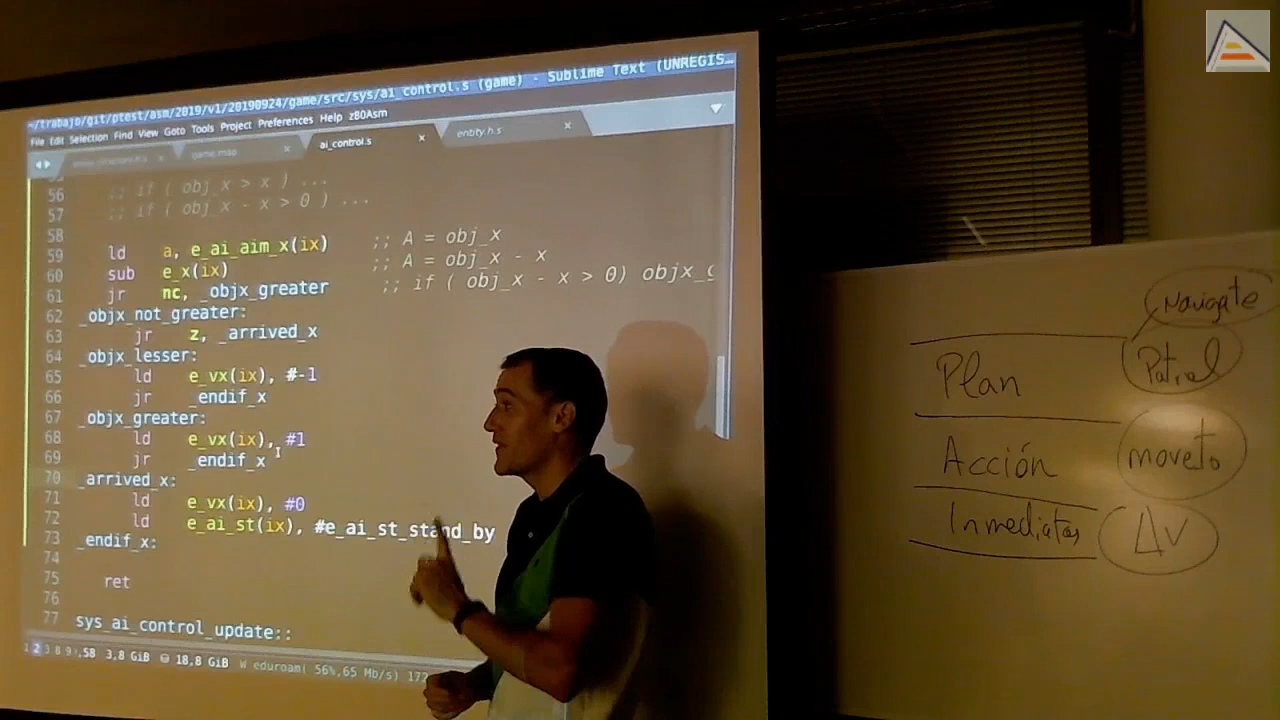 ~/trabajo/git/ptest/asm/2019/v1/20190924/game/src/sys/ai_control.s (game) - Sublime Text (UNREGIS…
File Edit Selection Find View Goto Tools Project Preferences Help z80Asm
game.map ai_control.s entity.h.s
56 ;; if ( obj_x > x ) ...
57 ;; if ( obj_x - x > 0 ) ...
58
59 ld a, e_ai_aim_x(ix) ;; A = obj_x
60 sub e_x(ix) ;; A = obj_x - x
61 jr nc, _objx_greater ;; if ( obj_x - x > 0) objx_g
62 _objx_not_greater:
63 jr z, _arrived_x
64 _objx_lesser:
65 ld e_vx(ix), #-1
66 jr _endif_x
67 _objx_greater:
68 ld e_vx(ix), #1
69 jr _endif_x
70 _arrived_x:
71 ld e_vx(ix), #0
72 ld e_ai_st(ix), #e_ai_st_stand_by
73 _endif_x:
74
75 ret
76
77 sys_ai_control_update::
3,8 GiB 18,8 GiB W eduroam( 56%,65 Mb/s)
Navigate
Plan Patrol
Acción moveto
Inmediatas ΔV